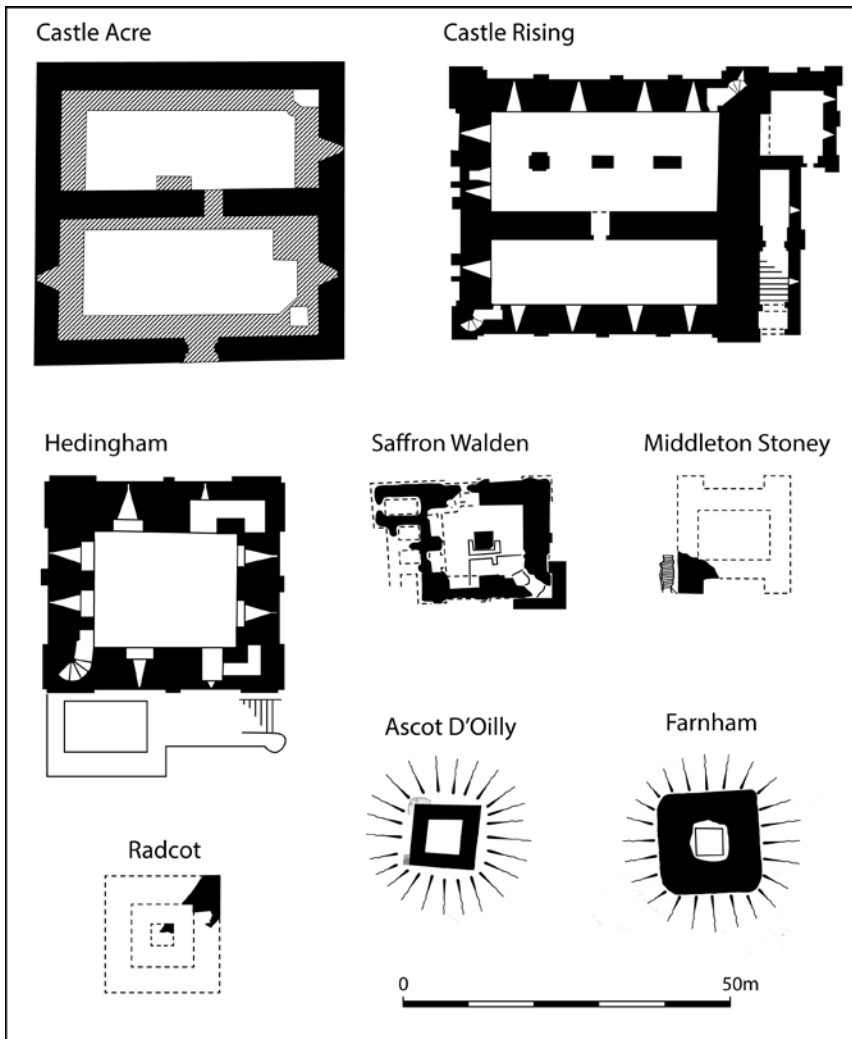 Castle Acre
Castle Rising
Hedingham
Saffron Walden
Middleton Stoney
Ascot D'Oilly
Farnham
Radcot
0
50m